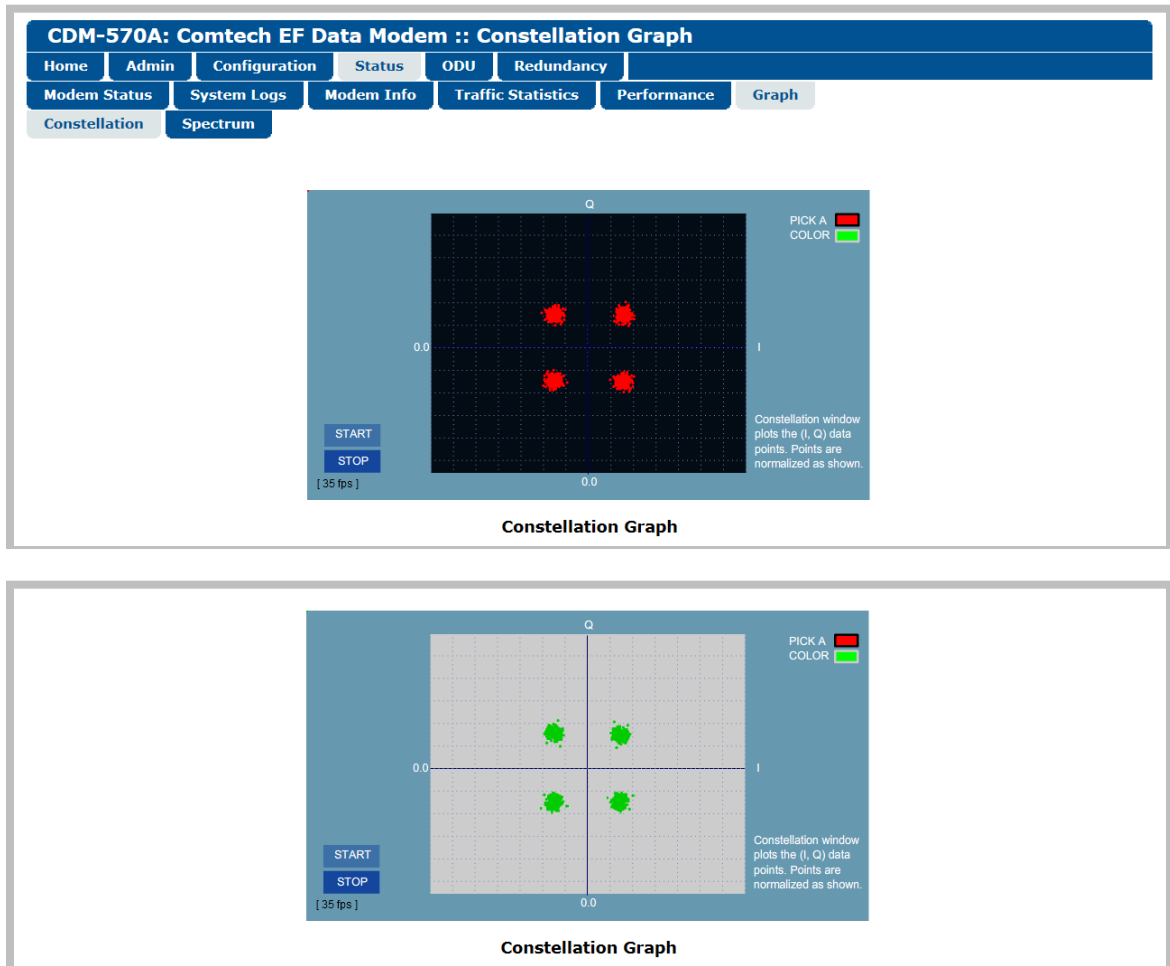 CDM-570A: Comtech EF Data Modem :: Constellation Graph
Home Admin Configuration Status ODU Redundancy
Modem Status System Logs Modem Info Traffic Statistics Performance Graph
Constellation Spectrum
Q
PICK A
COLOR
0.0
I
Constellation window
plots the (I, Q) data
points. Points are
normalized as shown.
START
STOP
[ 35 fps ]
0.0
Constellation Graph
Q
PICK A
COLOR
0.0
I
Constellation window
plots the (I, Q) data
points. Points are
normalized as shown.
START
STOP
[ 35 fps ]
0.0
Constellation Graph